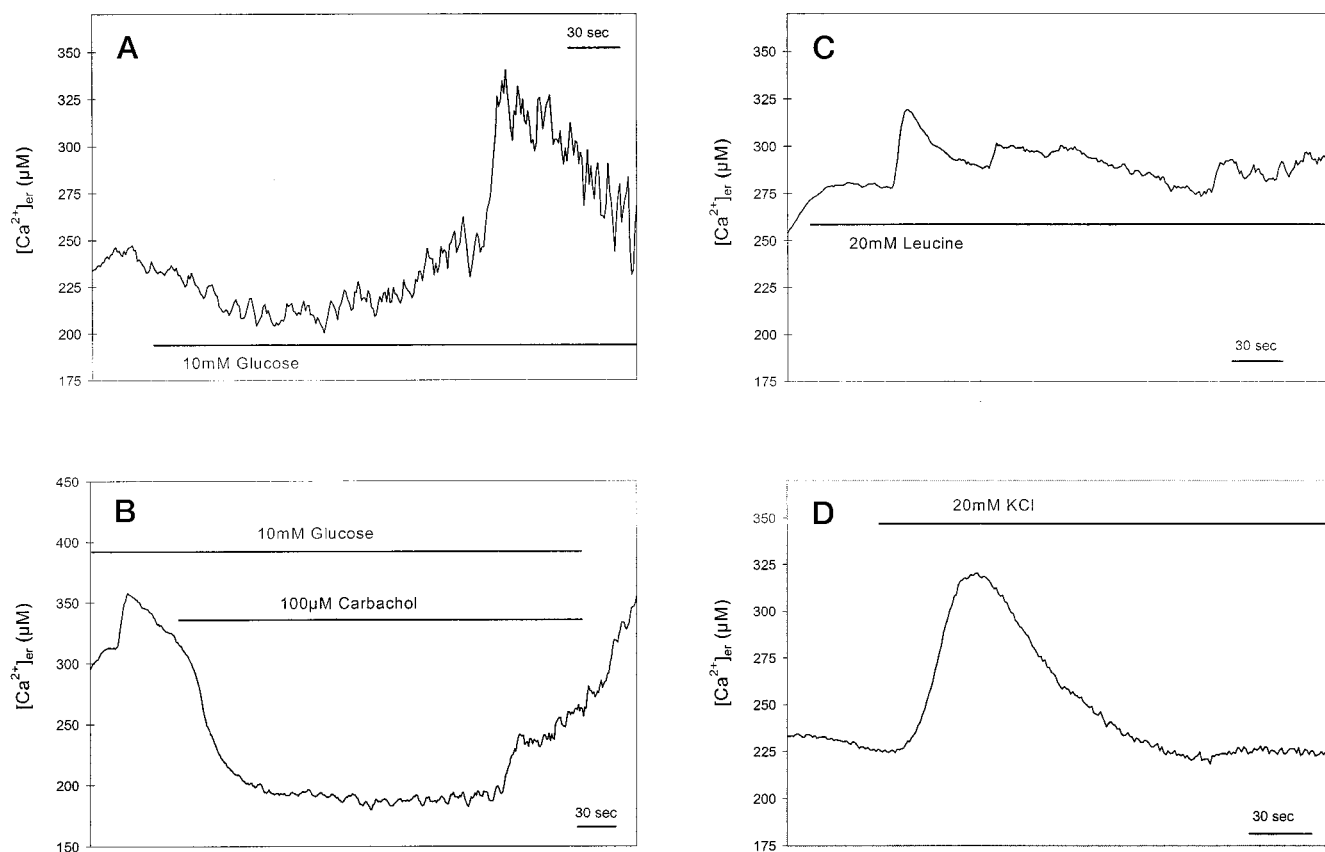 A
30 sec
350
325
300
275
250
225
200
175
[Ca²⁺]er (µM)
10mM Glucose
C
350
325
300
275
250
225
200
175
[Ca²⁺]er (µM)
20mM Leucine
30 sec
B
450
400
350
300
250
200
150
[Ca²⁺]er (µM)
10mM Glucose
100µM Carbachol
30 sec
D
20mM KCl
350
325
300
275
250
225
200
175
[Ca²⁺]er (µM)
30 sec